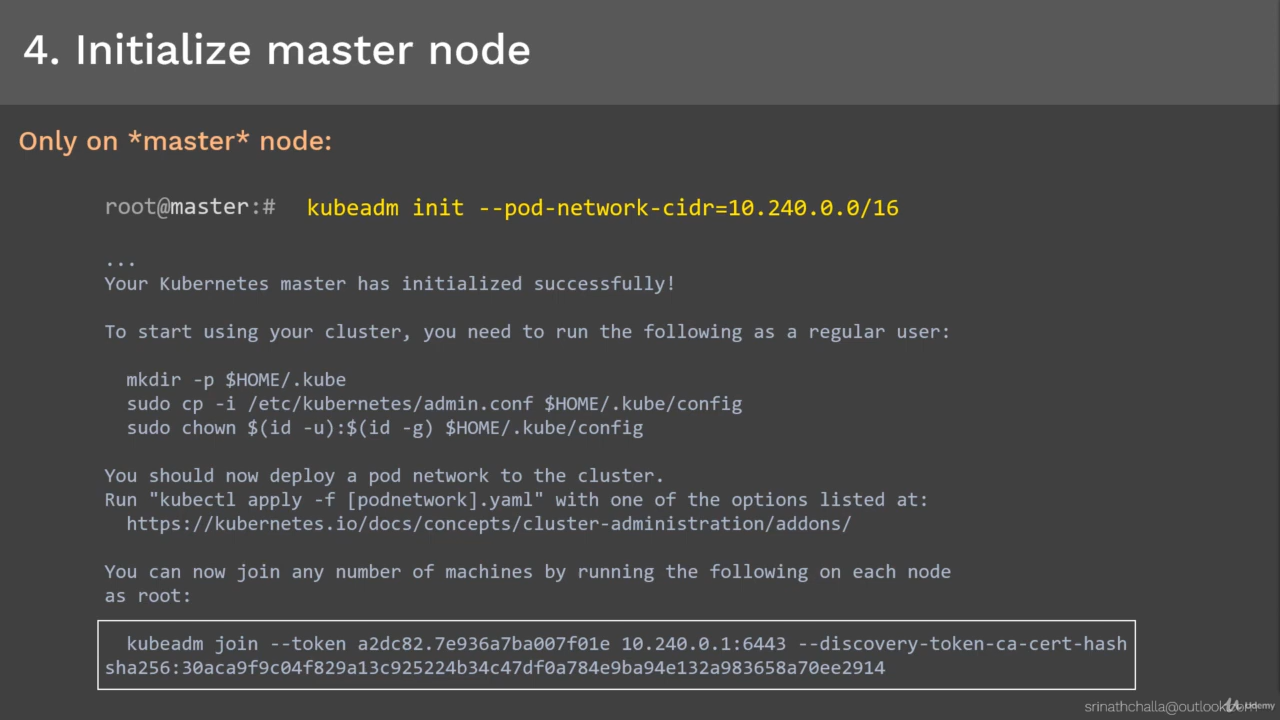 4. Initialize master node
Only on *master* node:
root@master:# kubeadm init --pod-network-cidr=10.240.0.0/16
...
Your Kubernetes master has initialized successfully!
To start using your cluster, you need to run the following as a regular user:
mkdir -p $HOME/.kube
sudo cp -i /etc/kubernetes/admin.conf $HOME/.kube/config
sudo chown $(id -u):$(id -g) $HOME/.kube/config
You should now deploy a pod network to the cluster.
Run "kubectl apply -f [podnetwork].yaml" with one of the options listed at:
https://kubernetes.io/docs/concepts/cluster-administration/addons/
You can now join any number of machines by running the following on each node
as root:
kubeadm join --token a2dc82.7e936a7ba007f01e 10.240.0.1:6443 --discovery-token-ca-cert-hash
sha256:30aca9f9c04f829a13c925224b34c47df0a784e9ba94e132a983658a70ee2914
srinathchalla@outlook.com
Udemy